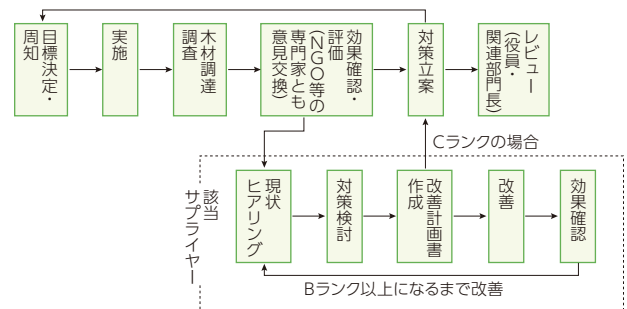 目標決定・
周知
実施
木材調達
調査
効果確認・
評価
(NGO等の
専門家とも
意見交換)
対策立案
レビュー
(役員・
関連部門長)
Cランクの場合
該当
サプライヤー
現状
ヒアリング
対策検討
改善計画書
作成
改善
効果確認
Bランク以上になるまで改善